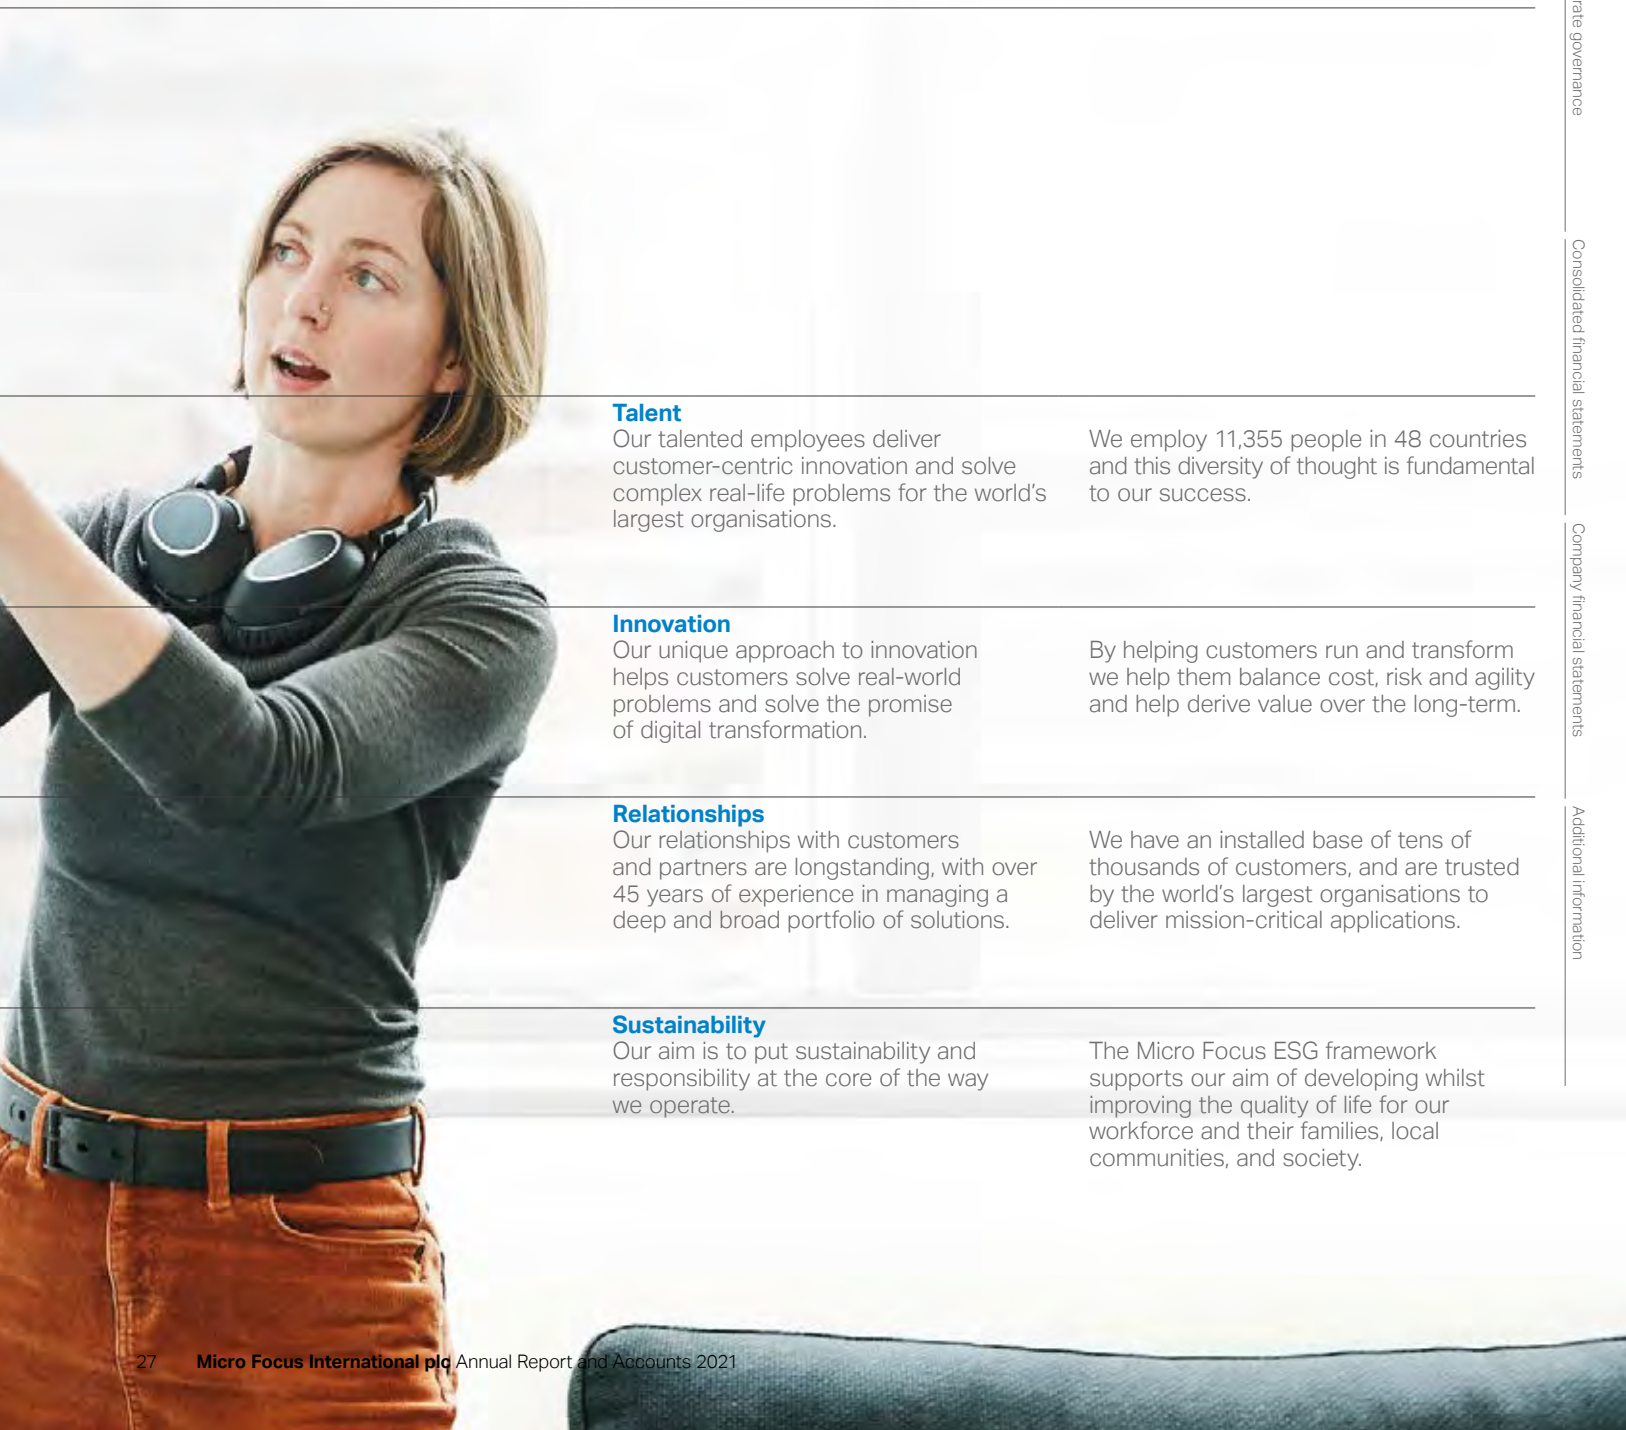 Talent
Our talented employees deliver
customer-centric innovation and solve
complex real-life problems for the world's
largest organisations.
We employ 11,355 people in 48 countries
and this diversity of thought is fundamental
to our success.
Innovation
Our unique approach to innovation
helps customers solve real-world
problems and solve the promise
of digital transformation.
By helping customers run and transform
we help them balance cost, risk and agility
and help derive value over the long-term.
Relationships
Our relationships with customers
and partners are longstanding, with over
45 years of experience in managing a
deep and broad portfolio of solutions.
We have an installed base of tens of
thousands of customers, and are trusted
by the world's largest organisations to
deliver mission-critical applications.
Sustainability
Our aim is to put sustainability and
responsibility at the core of the way
we operate.
The Micro Focus ESG framework
supports our aim of developing whilst
improving the quality of life for our
workforce and their families, local
communities, and society.
governance
Consolidated financial statements
Company financial statements
Additional information
27 Micro Focus International plc Annual Report and Accounts 2021